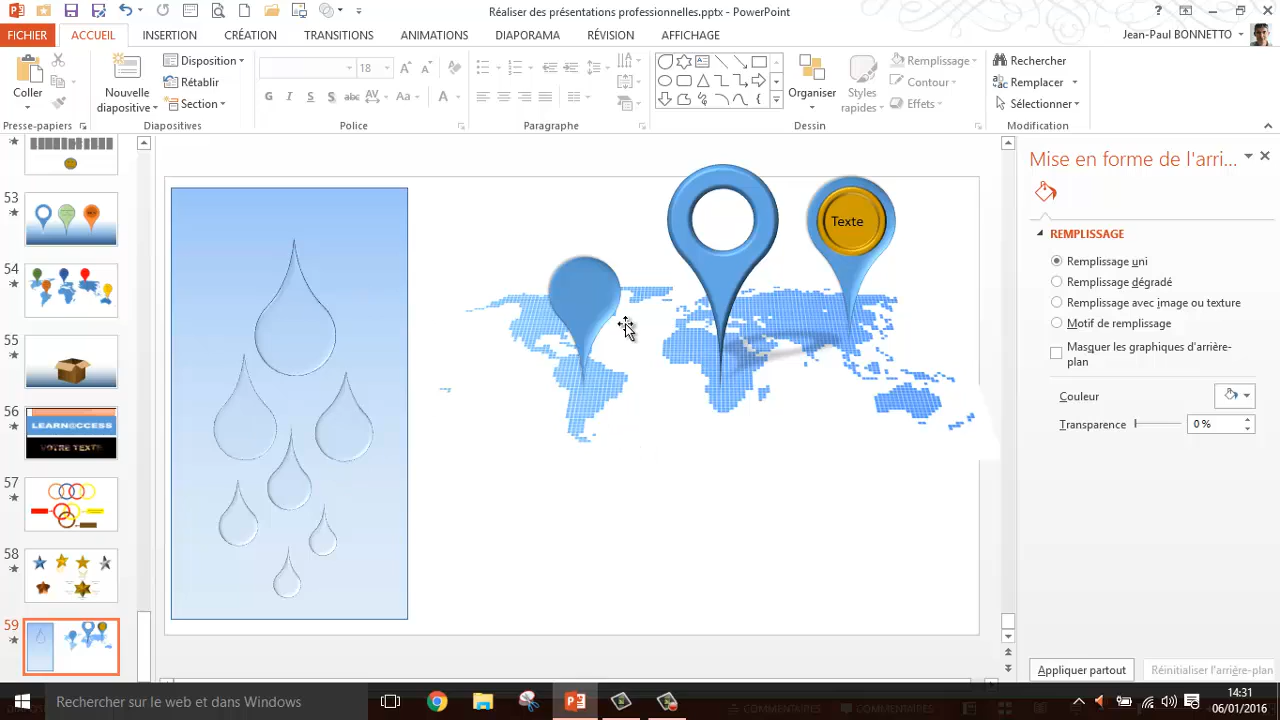 Réaliser des présentations professionnelles.pptx - PowerPoint
FICHIER ACCUEIL INSERTION CRÉATION TRANSITIONS ANIMATIONS DIAPORAMA RÉVISION AFFICHAGE
Jean-Paul BONNETTO
Coller
Nouvelle
diapositive
Disposition
Rétablir
Section
18
G I S S abc AV Aa A
Organiser
Styles
rapides
Remplissage
Contour
Effets
Rechercher
Remplacer
Sélectionner
Presse-papiers Diapositives Police Paragraphe Dessin Modification
53
54
55
56
LEARN@CCESS
VOTRE TEXTE
57
58
59
Texte
Mise en forme de l'arri...
REMPLISSAGE
Remplissage uni
Remplissage dégradé
Remplissage avec image ou texture
Motif de remplissage
Masquer les graphiques d'arrière-
plan
Couleur
Transparence 0 %
Appliquer partout Réinitialiser l'arrière-plan
Rechercher sur le web et dans Windows
COMMENTAIRES
14:31
06/01/2016